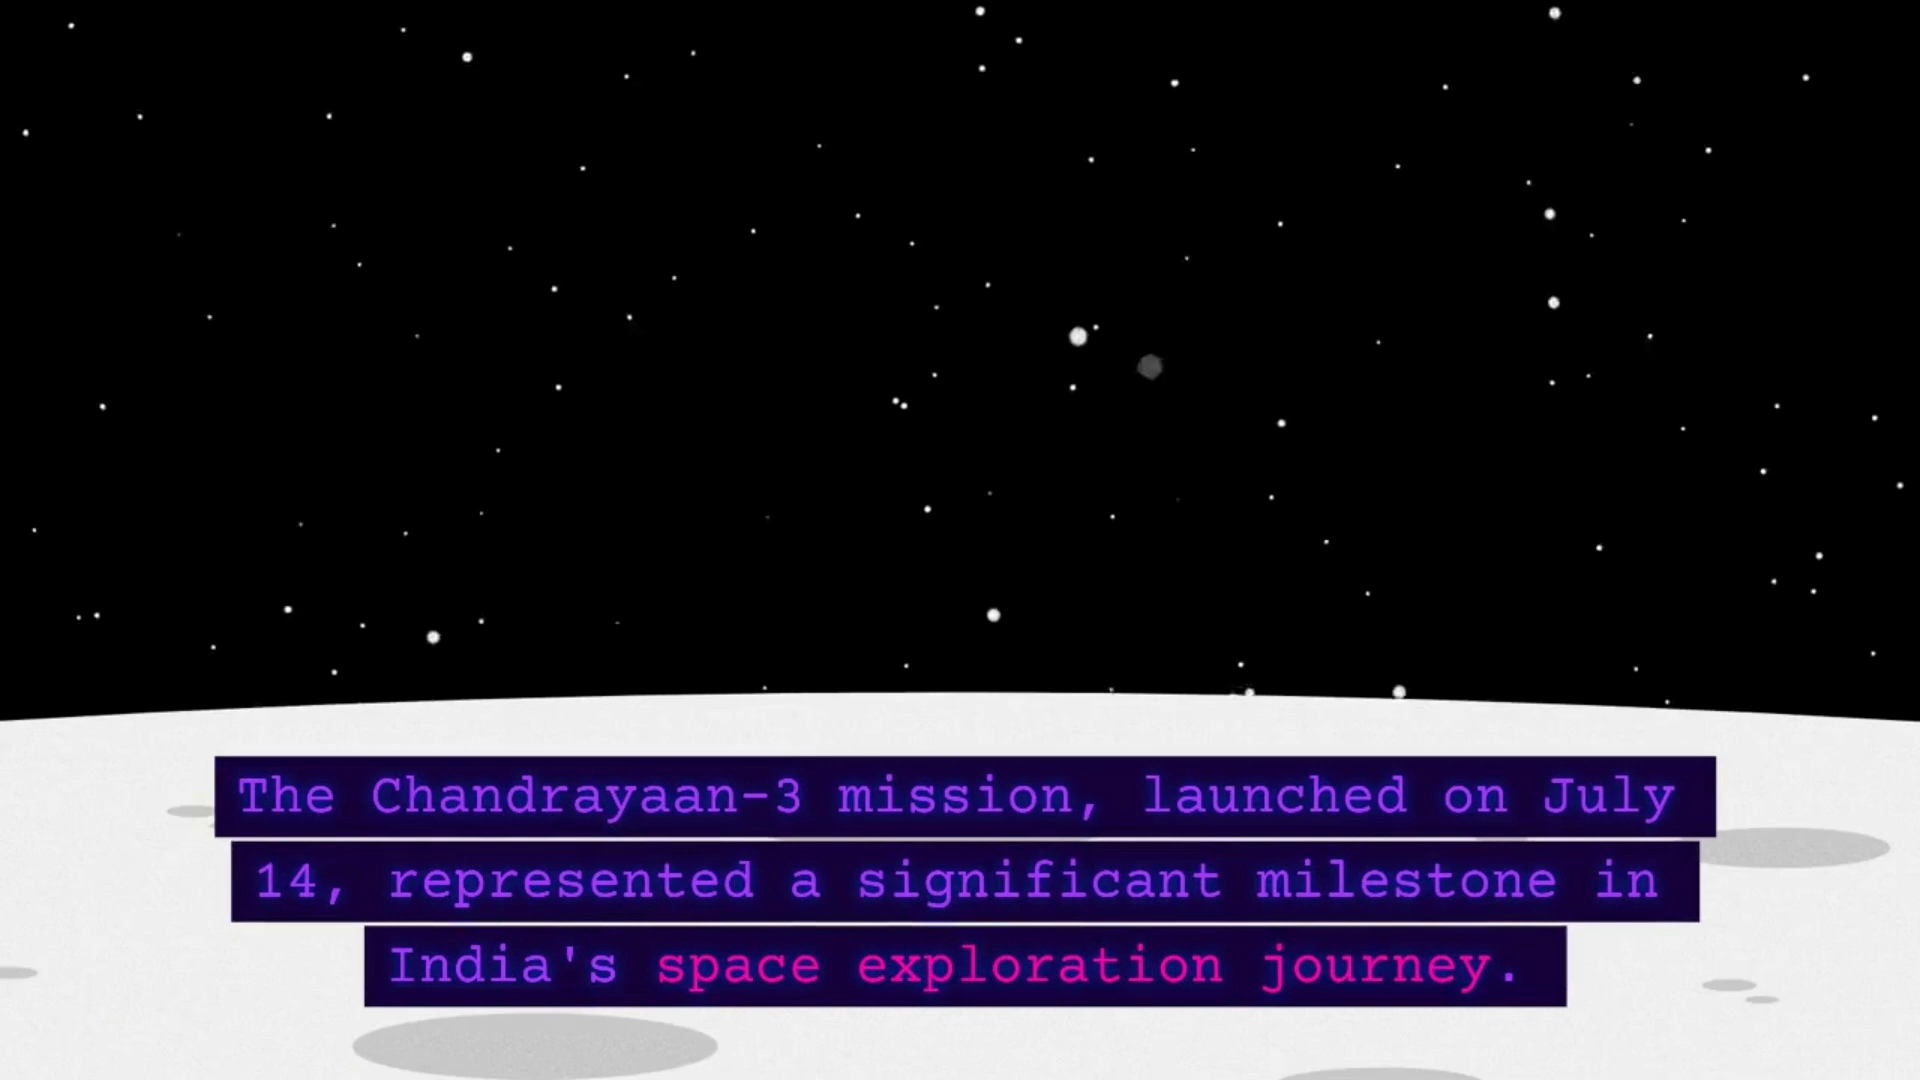 The Chandrayaan-3 mission, launched on July
14, represented a significant milestone in
India's space exploration journey.